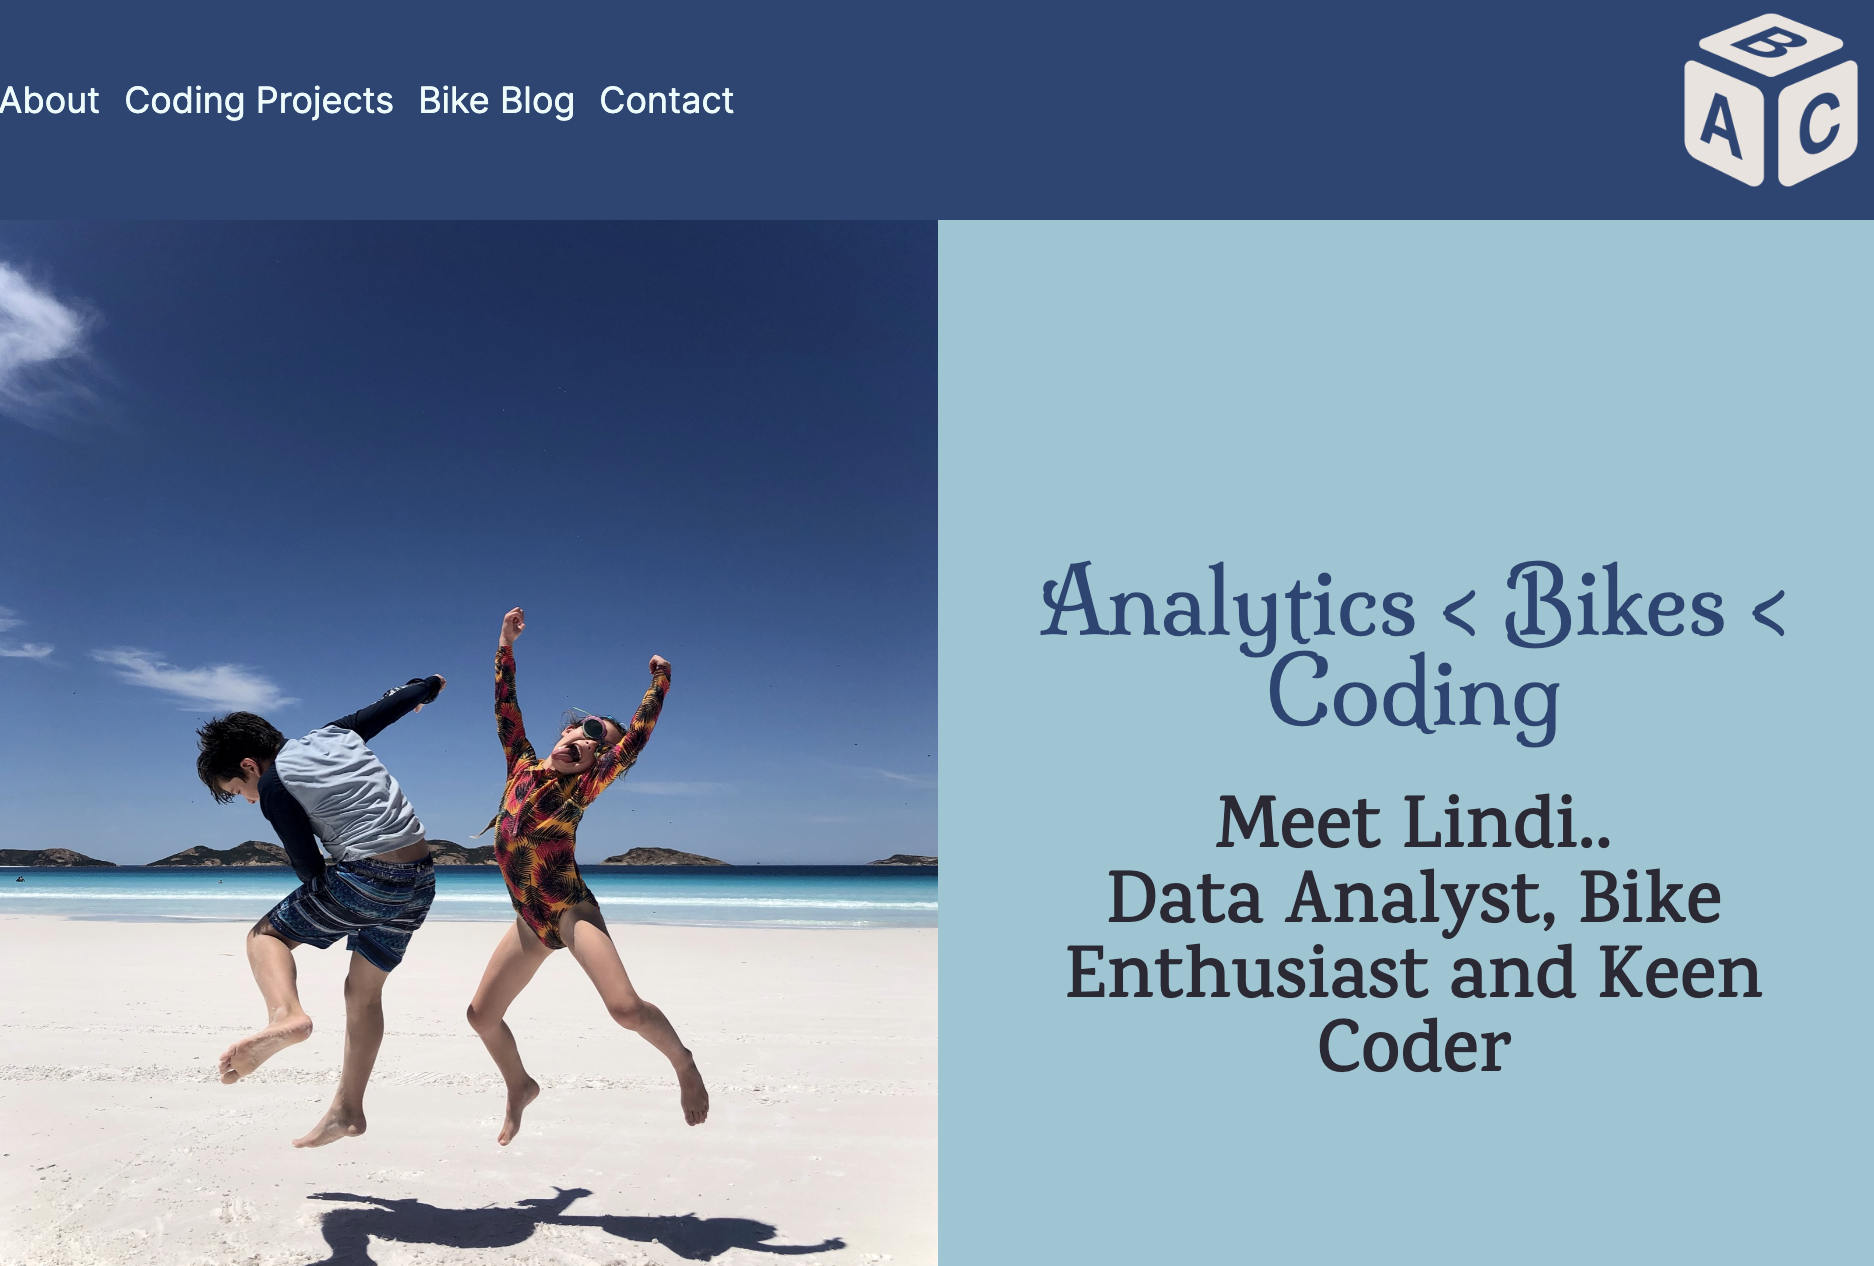 About Coding Projects Bike Blog Contact
B
A C
Analytics < Bikes <
Coding
Meet Lindi..
Data Analyst, Bike
Enthusiast and Keen
Coder